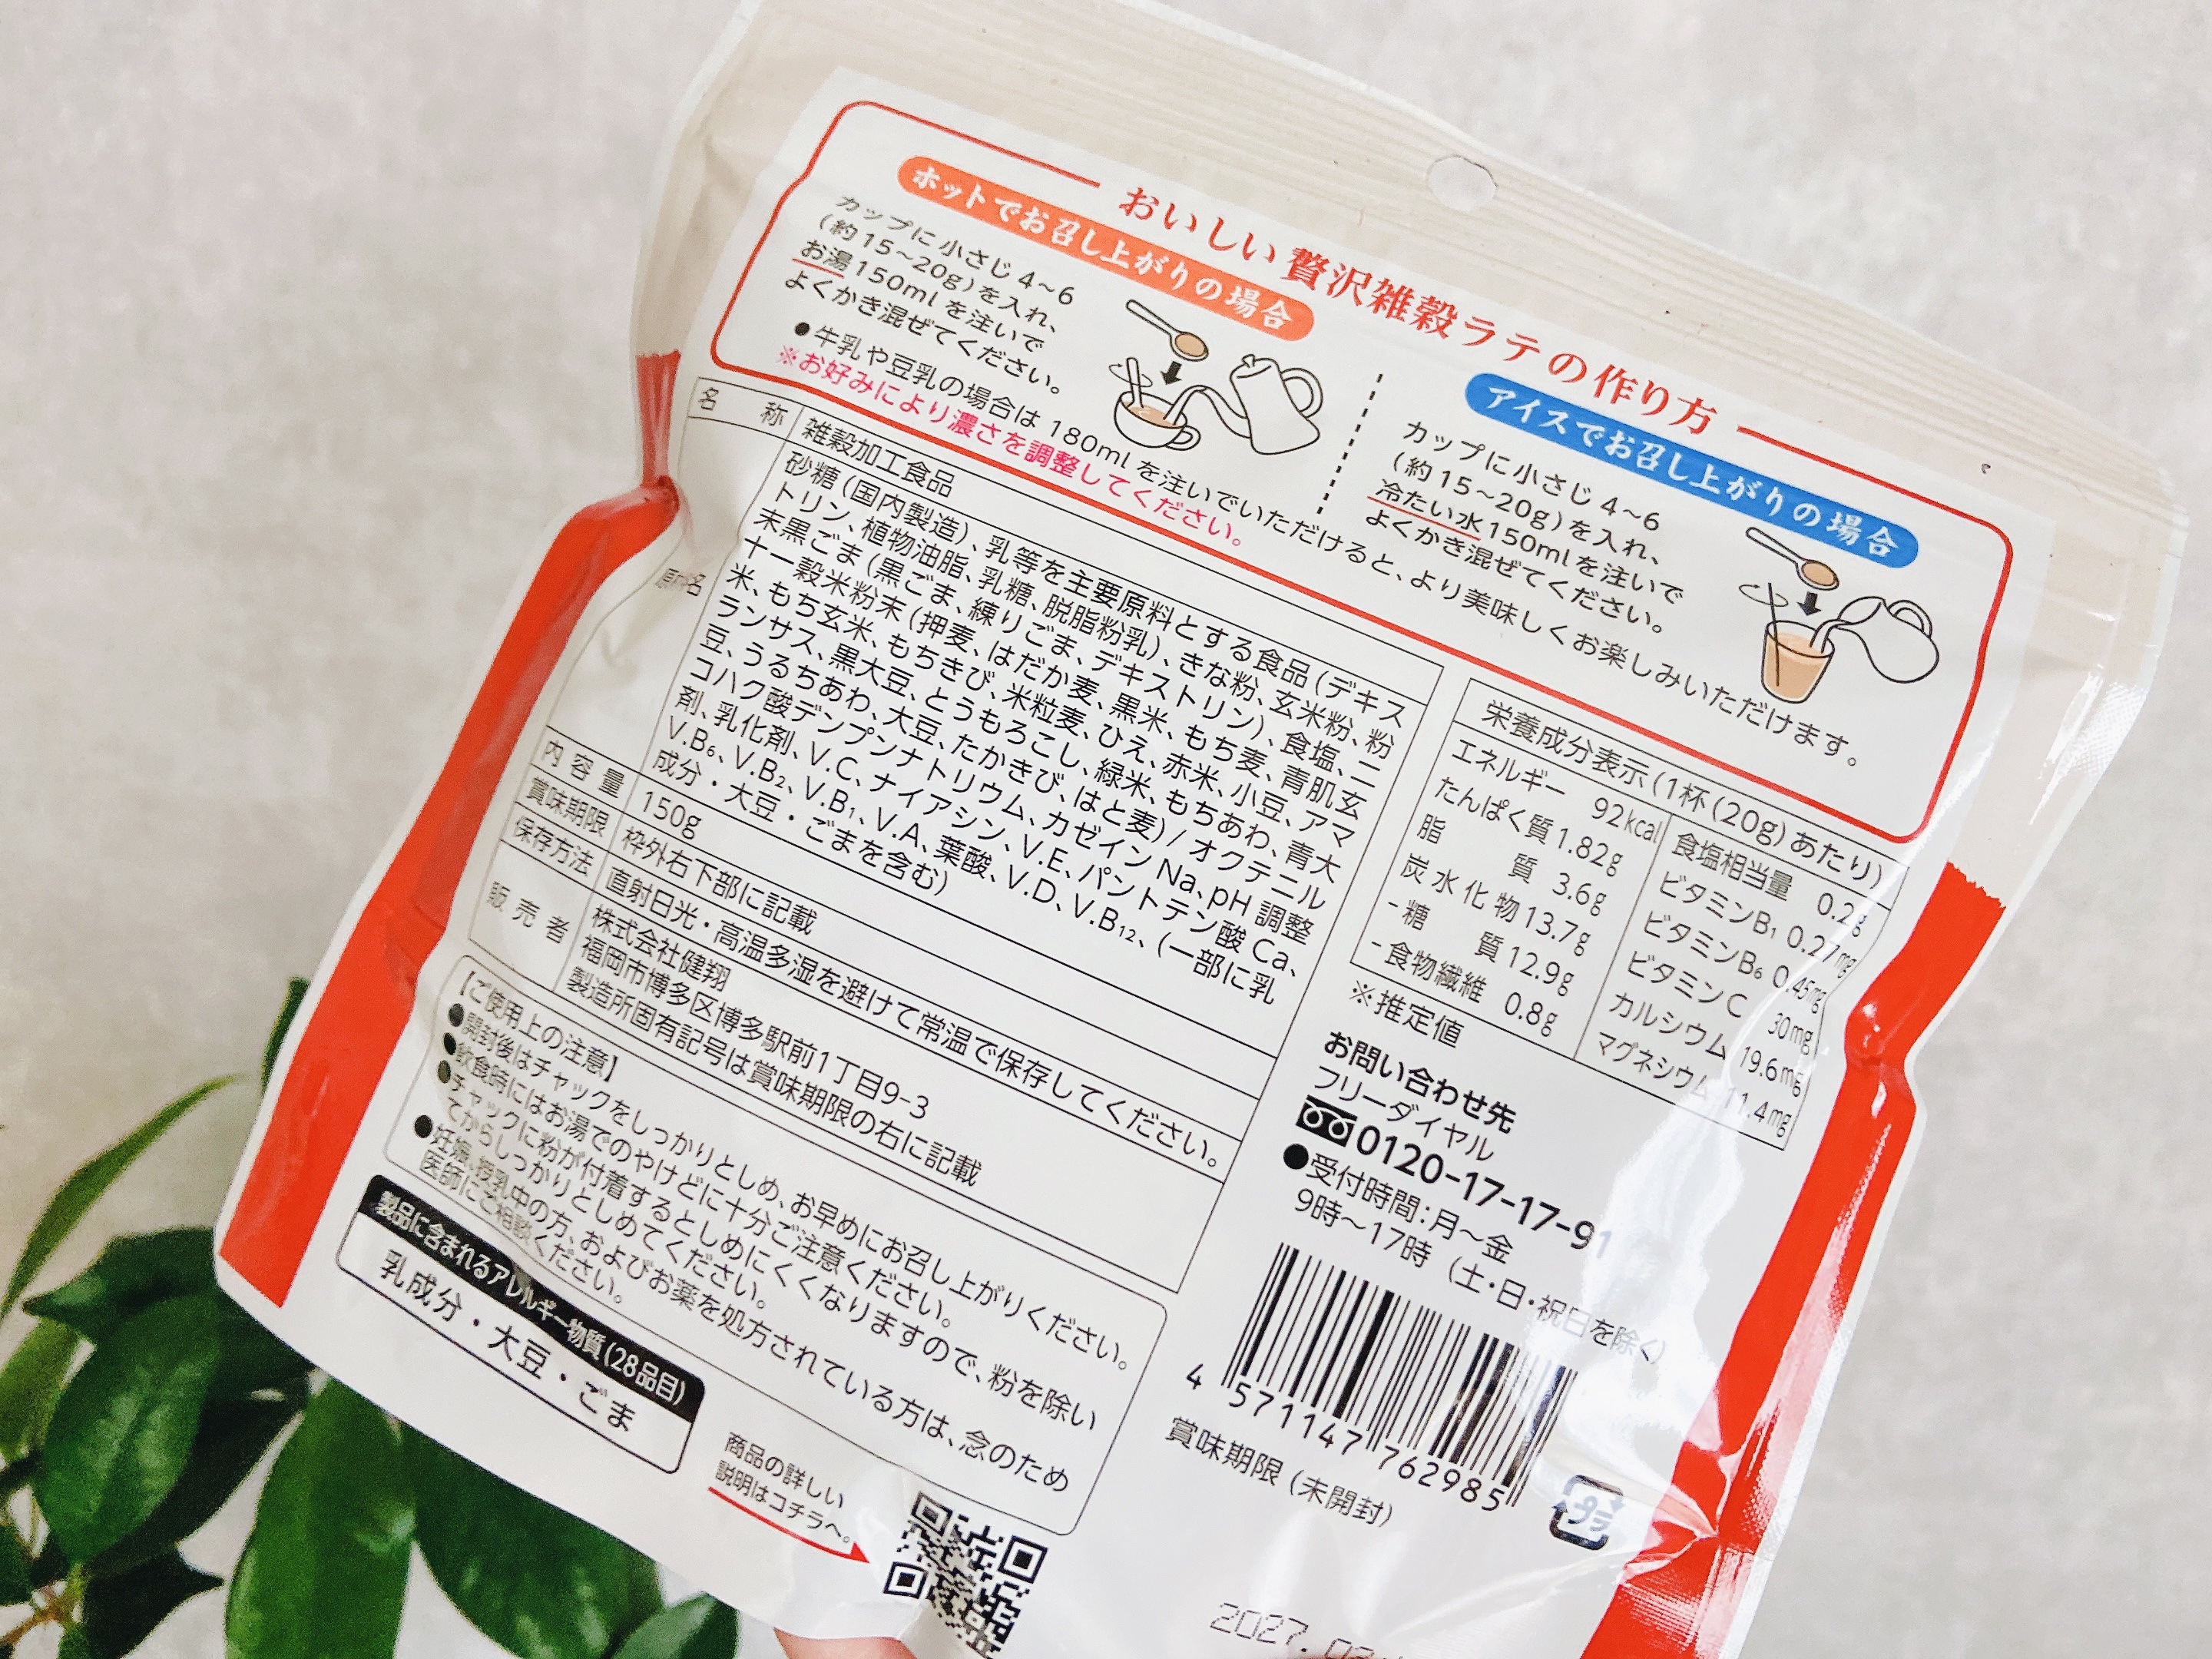 おいしい贅沢雑穀ラテの作り方
ホットでお召し上がりの場合
カップに小さじ4〜6
(約15〜20g)を入れ、
お湯150mlを注いで
よくかき混ぜてください。
アイスでお召し上がりの場合
カップに小さじ4〜6
(約15〜20g)を入れ、
冷たい水150mlを注いで
よくかき混ぜてください。
●牛乳や豆乳の場合は180mlを注いでいただけると、より美味しくお楽しみいただけます。
※お好みにより濃さを調整してください。
名称 雑穀加工食品
原材料名 砂糖(国内製造)、乳等を主要原料とする食品(デキス
トリン、植物油脂、乳糖、脱脂粉乳)、きな粉、玄米粉、粉
末黒ごま(黒ごま、練りごま、デキストリン)、食塩、二
十一穀米粉末(押麦、はだか麦、黒米、もち麦、青肌玄
米、もち玄米、もちきび、米粒麦、ひえ、赤米、小豆、アマ
ランサス、黒大豆、とうもろこし、緑米、もちあわ、青大
豆、うるちあわ、大豆、たかきび、はと麦)/オクテニル
コハク酸デンプンナトリウム、カゼインNa、pH調整
剤、乳化剤、V.C、ナイアシン、V.E、パントテン酸Ca、
V.B₆、V.B₂、V.B₁、V.A、葉酸、V.D、V.B₁₂、(一部に乳
成分・大豆・ごまを含む)
内容量 150g
賞味期限 枠外右下部に記載
保存方法 直射日光・高温多湿を避けて常温で保存してください。
販売者 株式会社健翔
福岡市博多区博多駅前1丁目9-3
製造所固有記号は賞味期限の右に記載
【ご使用上の注意】
●開封後はチャックをしっかりとしめ、お早めにお召し上がりください。
●飲食時にはお湯でのやけどに十分ご注意ください。
●チャックに粉が付着するとしめにくくなりますので、粉を除い
てからしっかりとしめてください。
●妊娠、授乳中の方、およびお薬を処方されている方は、念のため
医師にご相談ください。
製品に含まれるアレルギー物質(28品目)
乳成分・大豆・ごま
商品の詳しい
説明はコチラへ。
栄養成分表示(1杯(20g)あたり)
エネルギー 92kcal
たんぱく質 1.82g
脂質 3.6g
炭水化物 13.7g
-糖質 12.9g
-食物繊維 0.8g
食塩相当量 0.2g
ビタミンB₁ 0.27mg
ビタミンB₆ 0.45mg
ビタミンC 30mg
カルシウム 19.6mg
マグネシウム 11.4mg
※推定値
お問い合わせ先
フリーダイヤル
0120-17-17-91
●受付時間:月〜金
9時〜17時 (土・日・祝日を除く)
4 571147 762985
賞味期限(未開封)
プラ
2027.